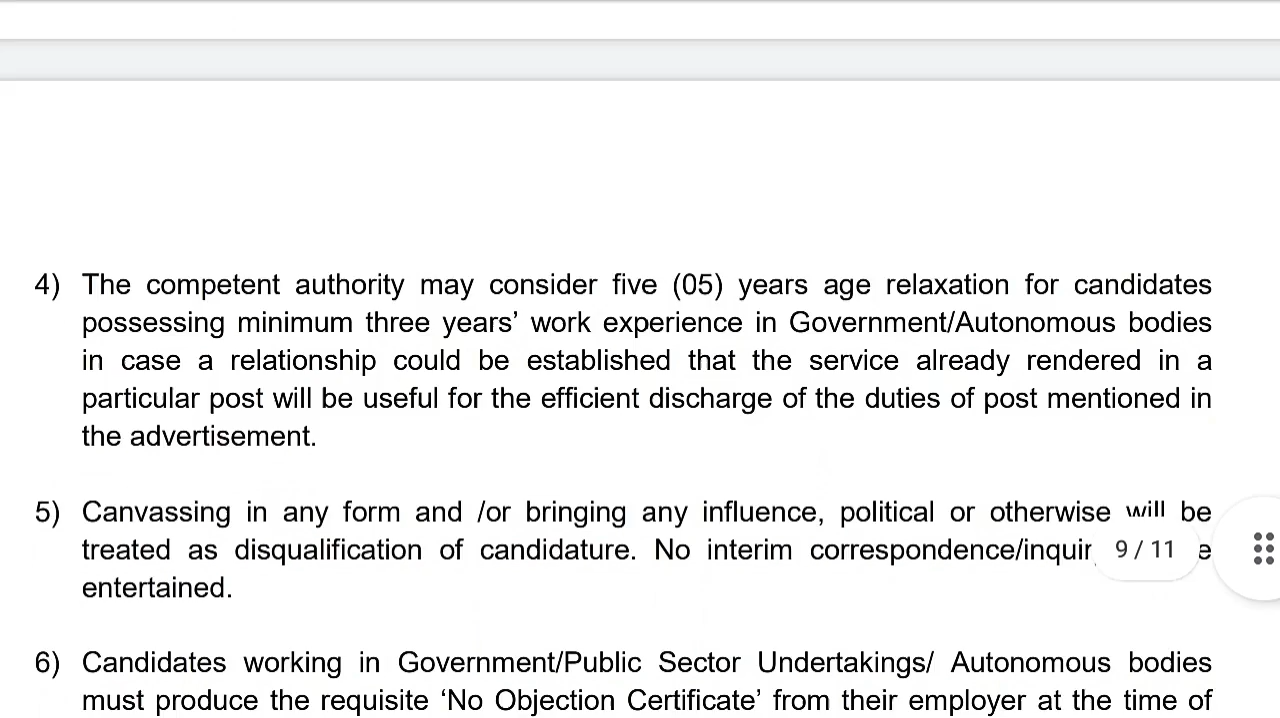 4) The competent authority may consider five (05) years age relaxation for candidates
possessing minimum three years’ work experience in Government/Autonomous bodies
in case a relationship could be established that the service already rendered in a
particular post will be useful for the efficient discharge of the duties of post mentioned in
the advertisement.
5) Canvassing in any form and /or bringing any influence, political or otherwise will be
treated as disqualification of candidature. No interim correspondence/inquir
9 / 11
entertained.
6) Candidates working in Government/Public Sector Undertakings/ Autonomous bodies
must produce the requisite ‘No Objection Certificate’ from their employer at the time of